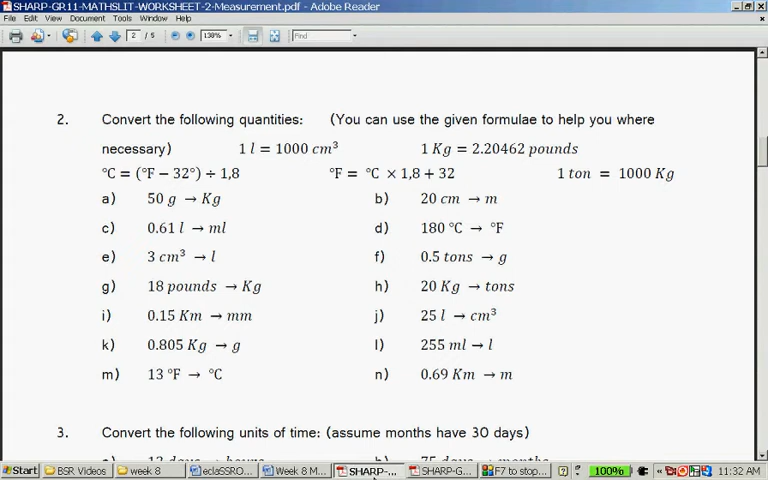 SHARP-GR11-MATHSLIT-WORKSHEET-2-Measurement.pdf - Adobe Reader
File Edit View Document Tools Window Help
2 / 5 138% Find
2. Convert the following quantities: (You can use the given formulae to help you where
necessary) 1 l = 1000 cm³ 1 Kg = 2.20462 pounds
°C = (°F − 32°) ÷ 1,8 °F = °C × 1,8 + 32 1 ton = 1000 Kg
a) 50 g → Kg b) 20 cm → m
c) 0.61 l → ml d) 180 °C → °F
e) 3 cm³ → l f) 0.5 tons → g
g) 18 pounds → Kg h) 20 Kg → tons
i) 0.15 Km → mm j) 25 l → cm³
k) 0.805 Kg → g l) 255 ml → l
m) 13 °F → °C n) 0.69 Km → m
3. Convert the following units of time: (assume months have 30 days)
Start BSR Videos week 8 eclaSSRO... Week 8 M... SHARP-... SHARP-G... F7 to stop... 100% 11:32 AM